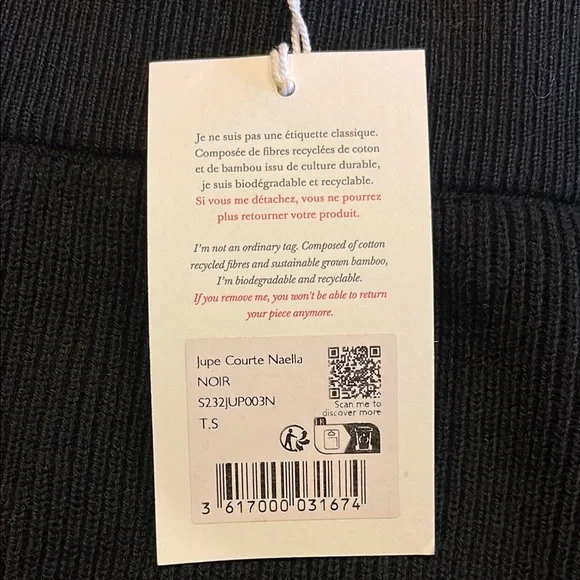 Je ne suis pas une étiquette classique.
Composée de fibres recyclées de coton
et de bambou issu de culture durable,
je suis biodégradable et recyclable.
Si vous me détachez, vous ne pourrez
plus retourner votre produit.
I'm not an ordinary tag. Composed of cotton
recycled fibres and sustainable grown bamboo,
I'm biodegradable and recyclable.
If you remove me, you won't be able to return
your piece anymore.
Jupe Courte Naella
NOIR
S232JUP003N
T.S
Scan me to
discover more
FR
3 617000 031674